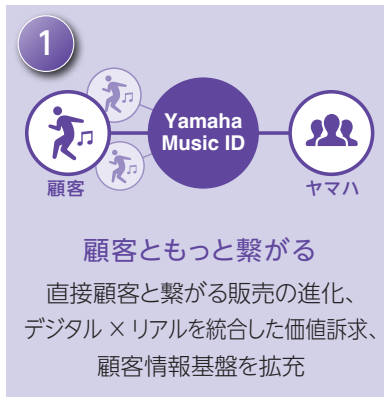 1
Yamaha
Music ID
顧客
ヤマハ
顧客ともっと繋がる
直接顧客と繋がる販売の進化、
デジタル × リアルを統合した価値訴求、
顧客情報基盤を拡充